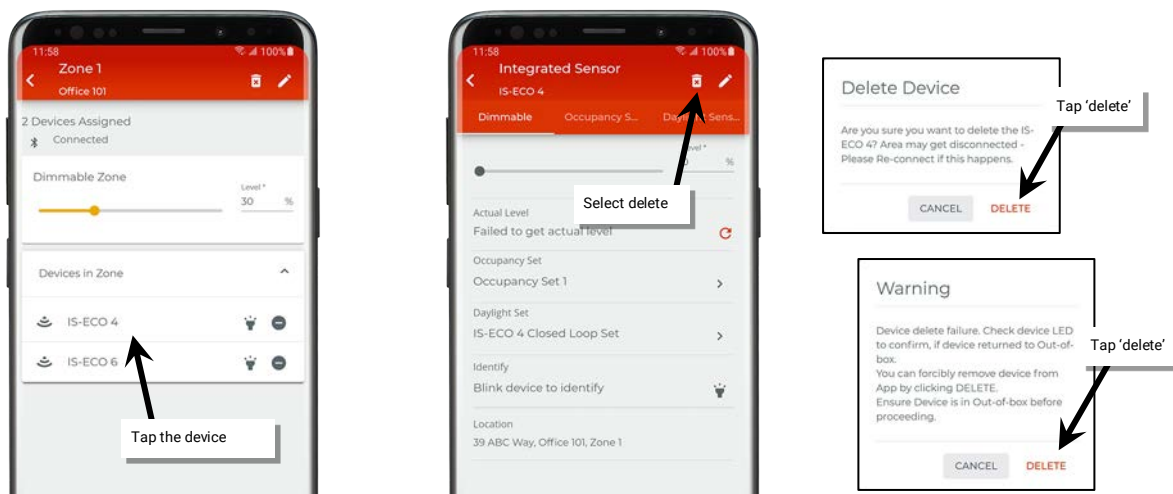 11:58
100%
Zone 1
Office 101
2 Devices Assigned
Connected
Dimmable Zone
Level *
30 %
Devices in Zone
IS-ECO 4
IS-ECO 6
Tap the device
11:58
100%
Integrated Sensor
IS-ECO 4
Dimmable
Occupancy S...
Sens...
%
Select delete
Actual Level
Failed to get actual level
Occupancy Set
Occupancy Set 1
Daylight Set
IS-ECO 4 Closed Loop Set
Identify
Blink device to identify
Location
39 ABC Way, Office 101, Zone 1
Delete Device
Tap ‘delete’
Are you sure you want to delete the IS-
ECO 4? Area may get disconnected -
Please Re-connect if this happens.
CANCEL DELETE
Warning
Device delete failure. Check device LED
to confirm, if device returned to Out-of-
box.
You can forcibly remove device from
App by clicking DELETE.
Ensure Device is in Out-of-box before
proceeding.
Tap ‘delete’
CANCEL DELETE